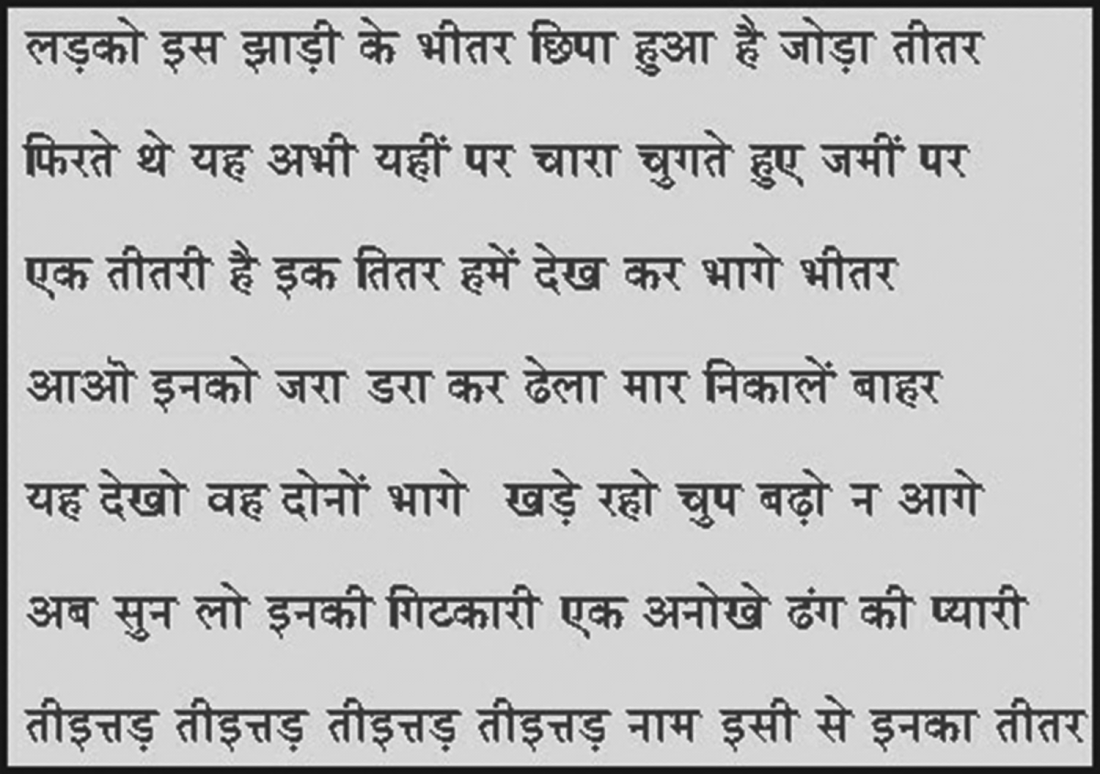 लड़को इस झाड़ी के भीतर छिपा हुआ है जोड़ा तीतर
फिरते थे यह अभी यहीं पर चारा चुगते हुए जमीं पर
एक तीतरी है इक तितर हमें देख कर भागे भीतर
आओ इनको जरा डरा कर ढेला मार निकालें बाहर
यह देखो वह दोनों भागे खड़े रहो चुप बढ़ो न आगे
अब सुन लो इनकी गिटकारी एक अनोखे ढंग की प्यारी
तीइत्तड़ तीइत्तड़ तीइत्तड़ तीइत्तड़ नाम इसी से इनका तीतर